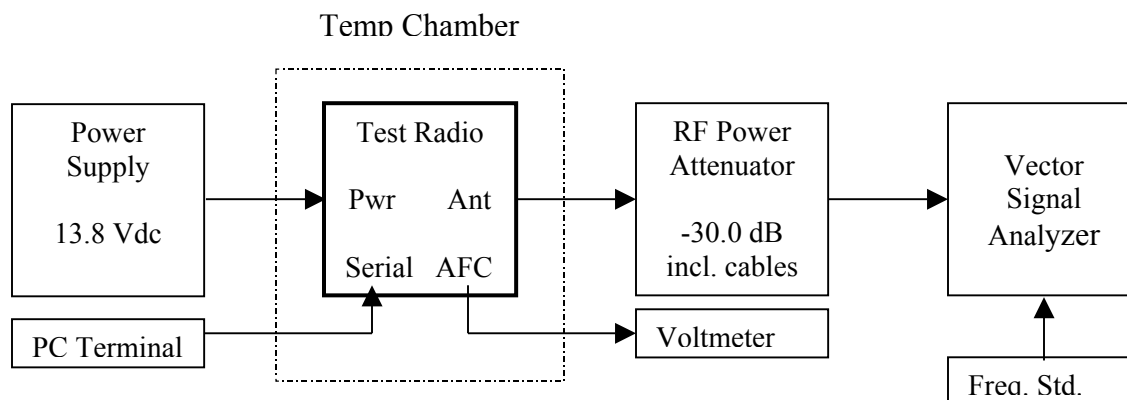 Temp Chamber
Power
Supply
13.8 Vdc
Test Radio
Pwr Ant
Serial AFC
RF Power
Attenuator
-30.0 dB
incl. cables
Vector
Signal
Analyzer
PC Terminal
Voltmeter
Freq. Std.